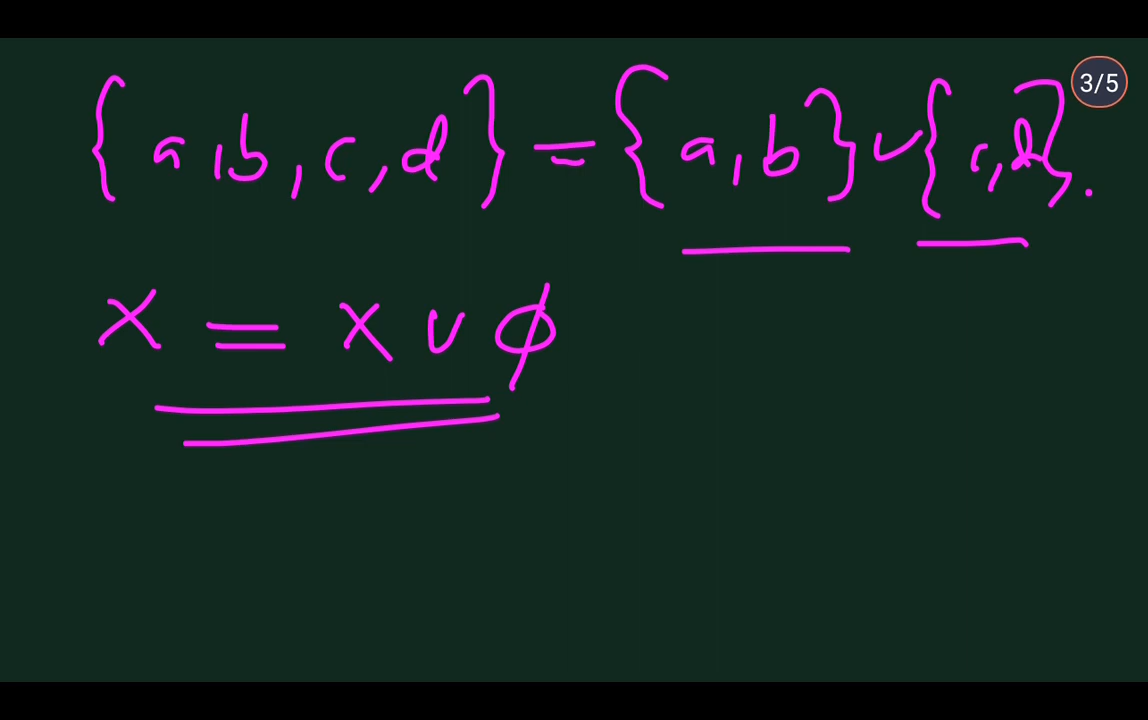 {a, b, c, d} = {a, b} ∪ {c, d}.
3/5
X = X ∪ ϕ